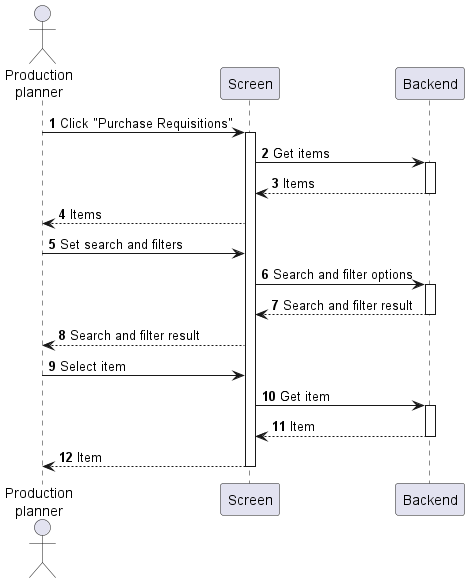 Production
planner
Screen
Backend
1 Click "Purchase Requisitions"
2 Get items
3 Items
4 Items
5 Set search and filters
6 Search and filter options
7 Search and filter result
8 Search and filter result
9 Select item
10 Get item
11 Item
12 Item
Production
planner
Screen
Backend